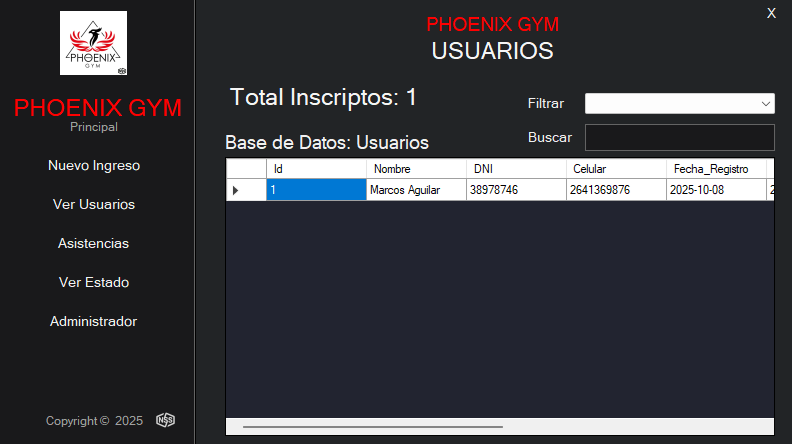 PHOENIX
GYM
PHOENIX GYM
Principal
Nuevo Ingreso
Ver Usuarios
Asistencias
Ver Estado
Administrador
Copyright © 2025 NSS
X
PHOENIX GYM
USUARIOS
Total Inscriptos: 1
Filtrar
Buscar
Base de Datos: Usuarios
Id Nombre DNI Celular Fecha_Registro
1 Marcos Aguilar 38978746 2641369876 2025-10-08 2